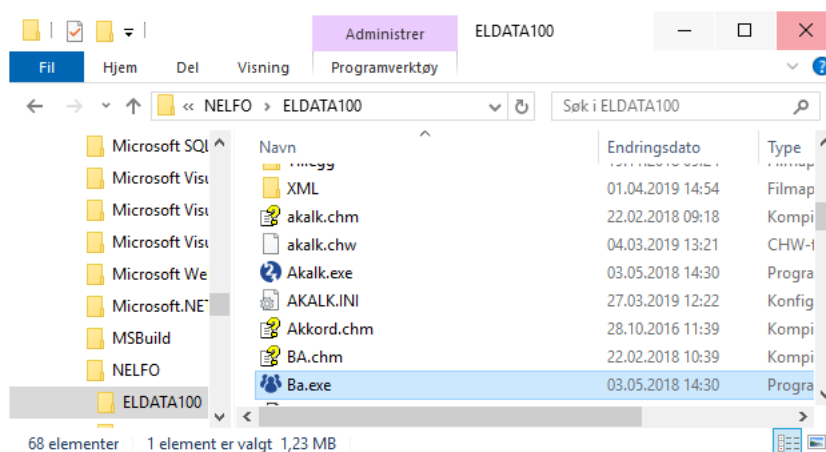 Administrer ELDATA100
Fil Hjem Del Visning Programverktøy
« NELFO > ELDATA100 Søk i ELDATA100
Navn Endringsdato Type
Microsoft SQL
Microsoft Visu
Microsoft Visu
Microsoft Visu
Microsoft We
Microsoft.NET
MSBuild
NELFO
ELDATA100
XML 01.04.2019 14:54 Filmap
akalk.chm 22.02.2018 09:18 Kompi
akalk.chw 04.03.2019 13:21 CHW-f
Akalk.exe 03.05.2018 14:30 Progra
AKALK.INI 27.03.2019 12:22 Konfig
Akkord.chm 28.10.2016 11:39 Kompi
BA.chm 22.02.2018 10:39 Kompi
Ba.exe 03.05.2018 14:30 Progra
68 elementer 1 element er valgt 1,23 MB